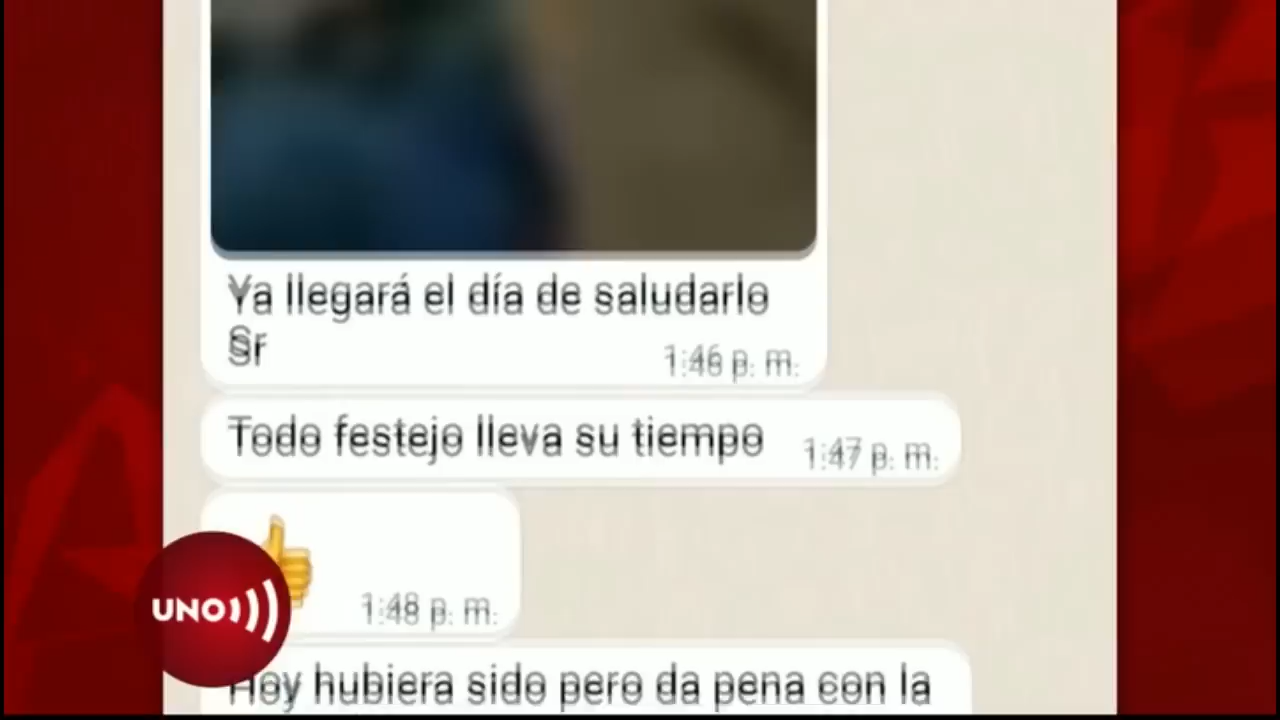 Ya llegará el día de saludarlo
Sr
1:46 p. m.
Todo festejo lleva su tiempo
1:47 p. m.
1:48 p. m.
UNO
Hoy hubiera sido pero da pena con la